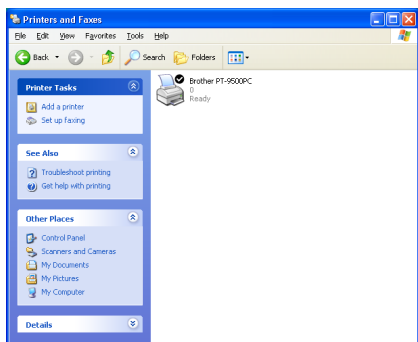 Printers and Faxes
File Edit View Favorites Tools Help
Back Search Folders
Printer Tasks
Add a printer
Set up faxing
See Also
Troubleshoot printing
Get help with printing
Other Places
Control Panel
Scanners and Cameras
My Documents
My Pictures
My Computer
Details
Brother PT-9500PC
0
Ready